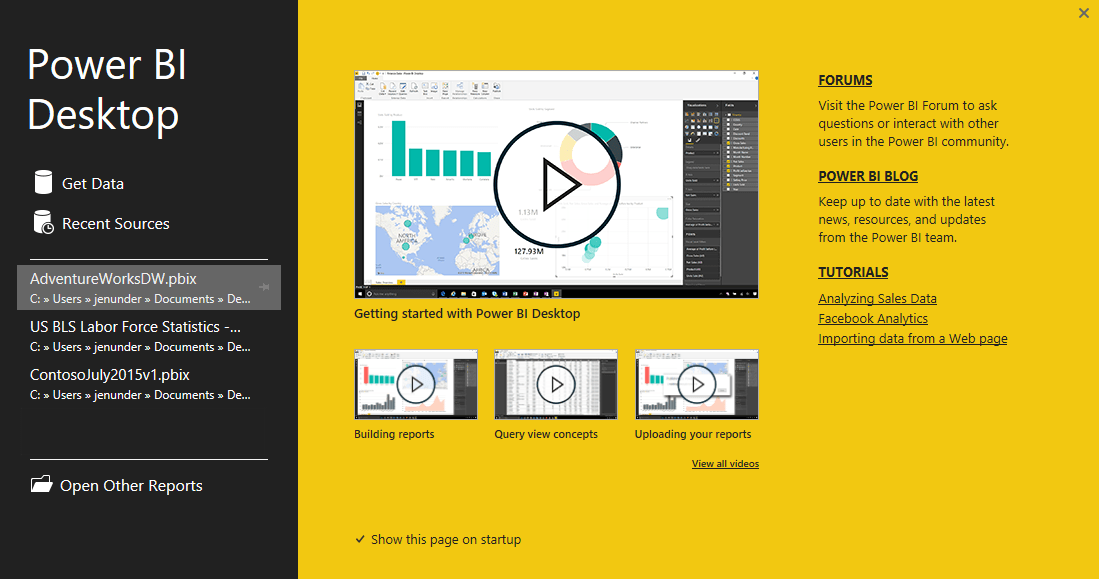 Power BI
Desktop
Get Data
Recent Sources
AdventureWorksDW.pbix
C: » Users » jenunder » Documents » De...
US BLS Labor Force Statistics -...
C: » Users » jenunder » Documents » De...
ContosoJuly2015v1.pbix
C: » Users » jenunder » Documents » De...
Open Other Reports
1.13M
127.93M
NORTH
AMERICA
AFRICA
Getting started with Power BI Desktop
Building reports
Query view concepts
Uploading your reports
View all videos
Show this page on startup
FORUMS
Visit the Power BI Forum to ask
questions or interact with other
users in the Power BI community.
POWER BI BLOG
Keep up to date with the latest
news, resources, and updates
from the Power BI team.
TUTORIALS
Analyzing Sales Data
Facebook Analytics
Importing data from a Web page